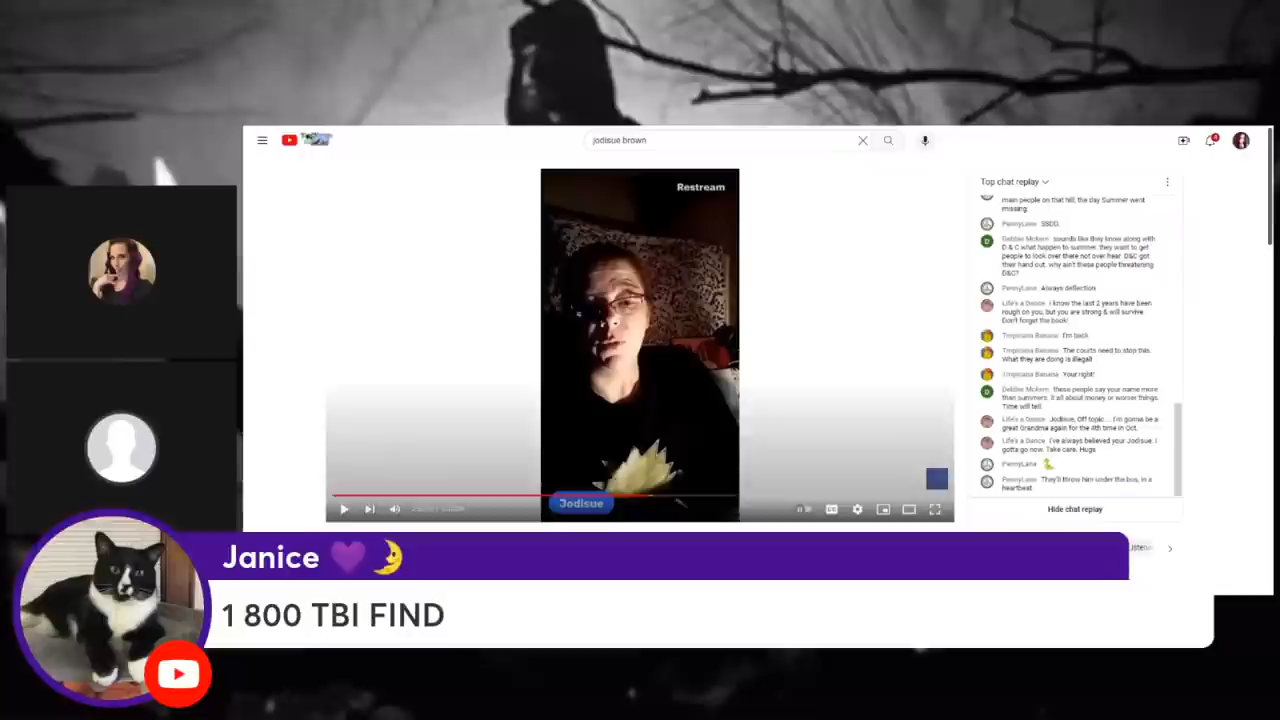 jodisue brown
Restream
Top chat replay
main people on that hill, the day Summer went
missing.
PennyLane SSDD.
Debbie Mckern sounds like they know along with
D & C what happen to summer. they want to get
people to look over there not over hear. D&C got
their hand out. why ain't these people threatening
D&C?
PennyLane Always deflection
Life's a Dance I know the last 2 years have been
rough on you, but you are strong & will survive
Don't forget the book!
Tropicana Banana I'm back
Tropicana Banana The courts need to stop this.
What they are doing is illegal!
Tropicana Banana Your right!
Debbie Mckern these people say your name more
than summers. it all about money or worser things.
Time will tell.
Life's a Dance Jodisue, Off topic... I'm gonna be a
great Grandma again for the 4th time in Oct.
Life's a Dance I've always believed your Jodisue. I
gotta go now. Take care. Hugs
PennyLane
PennyLane They'll throw him under the bus, in a
heartbeat
Hide chat replay
Jodisue
Janice 💜🌛
1 800 TBI FIND